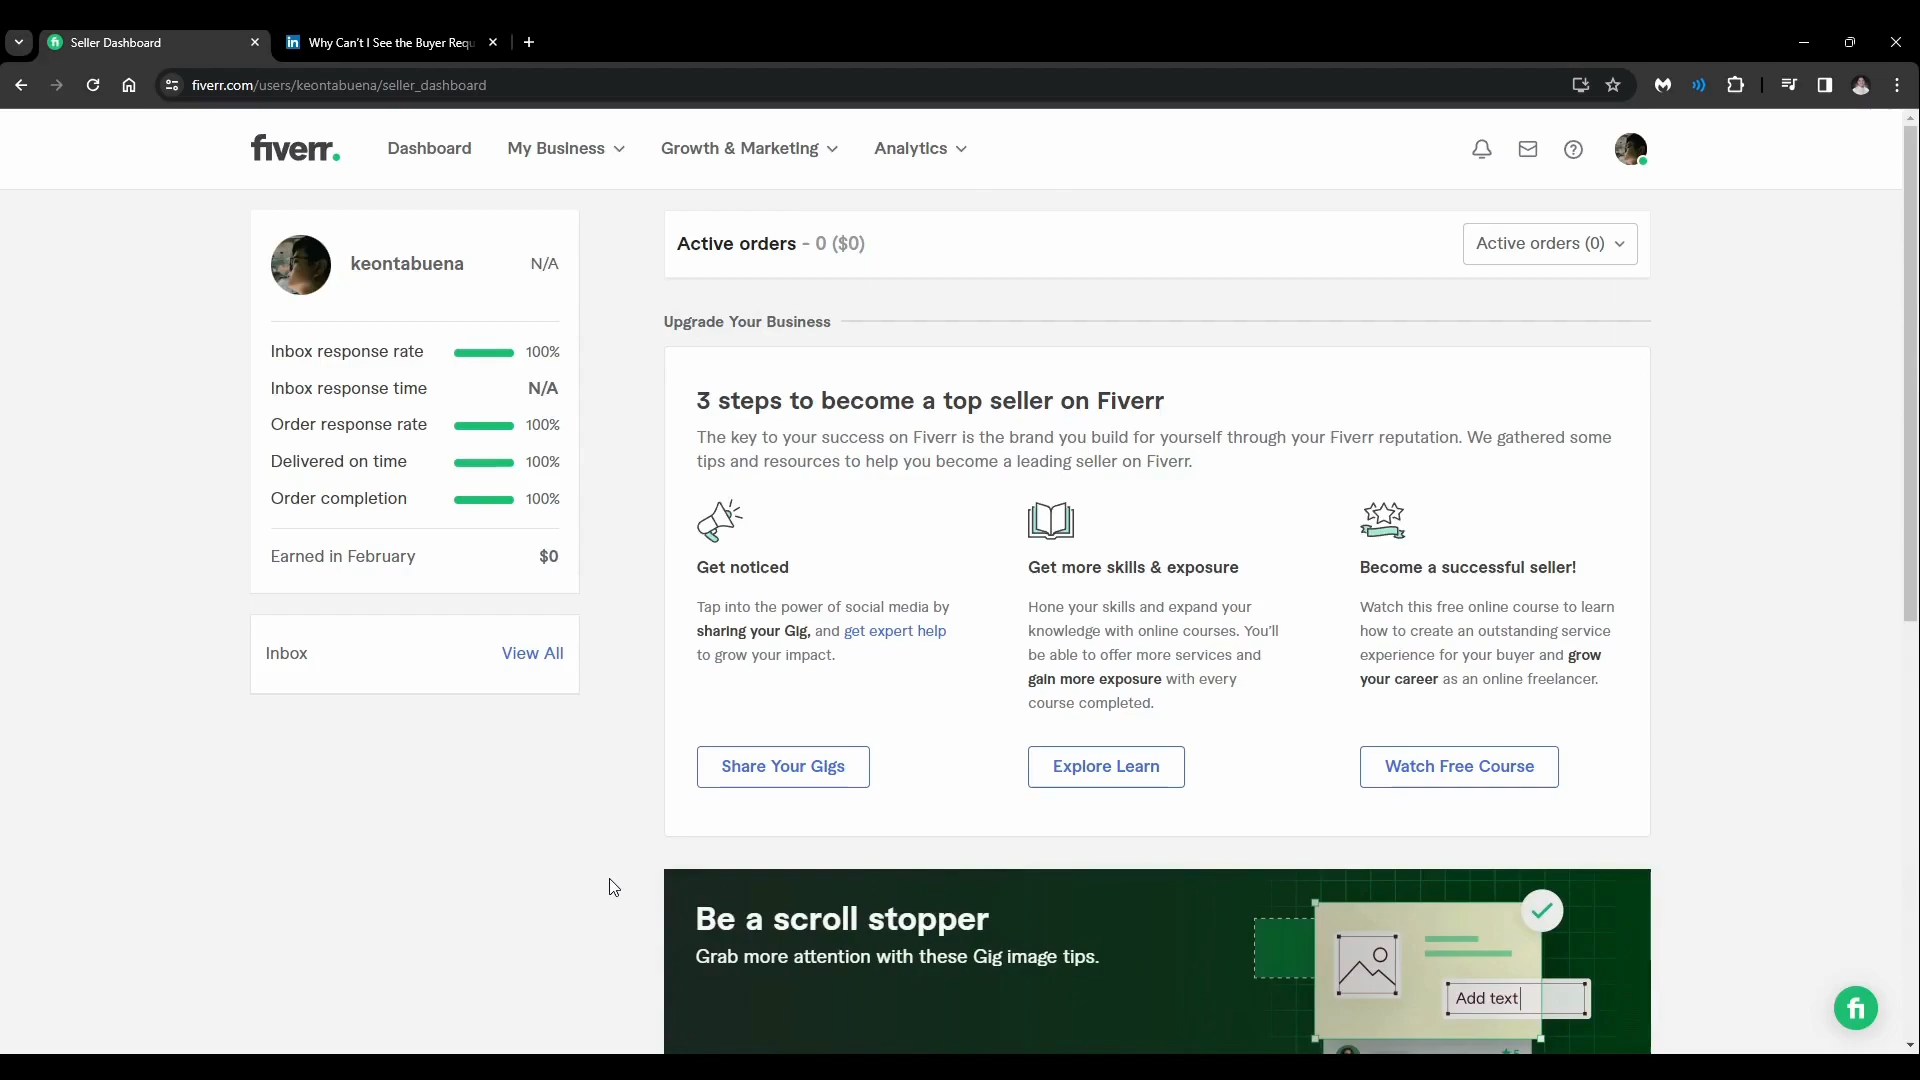 Seller Dashboard
Why Can't I See the Buyer Requ
fiverr.com/users/keontabuena/seller_dashboard
fiverr.
Dashboard
My Business
Growth & Marketing
Analytics
keontabuena
N/A
Inbox response rate
100%
Inbox response time
N/A
Order response rate
100%
Delivered on time
100%
Order completion
100%
Earned in February
$0
Inbox
View All
Active orders - 0 ($0)
Active orders (0)
Upgrade Your Business
3 steps to become a top seller on Fiverr
The key to your success on Fiverr is the brand you build for yourself through your Fiverr reputation. We gathered some
tips and resources to help you become a leading seller on Fiverr.
Get noticed
Tap into the power of social media by
sharing your Gig, and get expert help
to grow your impact.
Share Your Gigs
Get more skills & exposure
Hone your skills and expand your
knowledge with online courses. You'll
be able to offer more services and
gain more exposure with every
course completed.
Explore Learn
Become a successful seller!
Watch this free online course to learn
how to create an outstanding service
experience for your buyer and grow
your career as an online freelancer.
Watch Free Course
Be a scroll stopper
Grab more attention with these Gig image tips.
Add text
fi